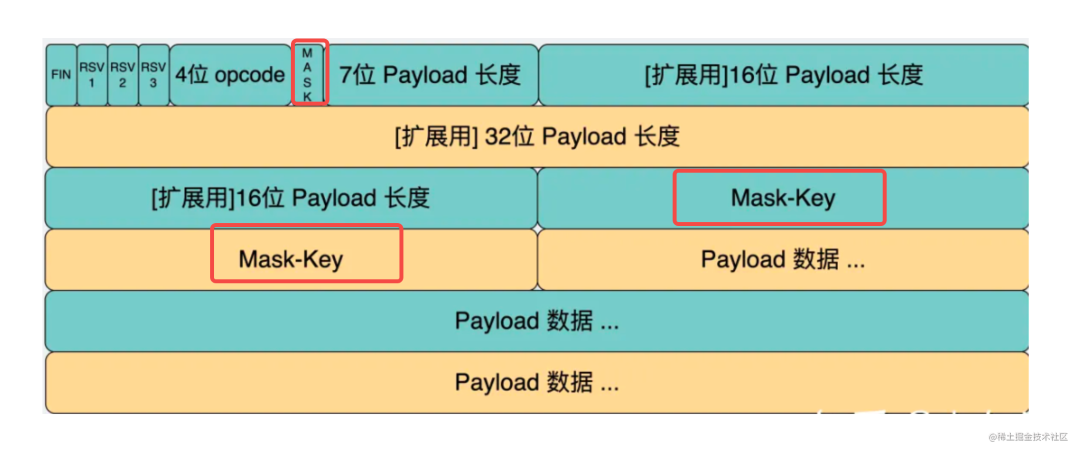 FIN RSV 1 RSV 2 RSV 3 4位 opcode MASK 7位 Payload 长度 [扩展用]16位 Payload 长度
[扩展用] 32位 Payload 长度
[扩展用]16位 Payload 长度 Mask-Key
Mask-Key Payload 数据 ...
Payload 数据 ...
Payload 数据 ...
@稀土掘金技术社区